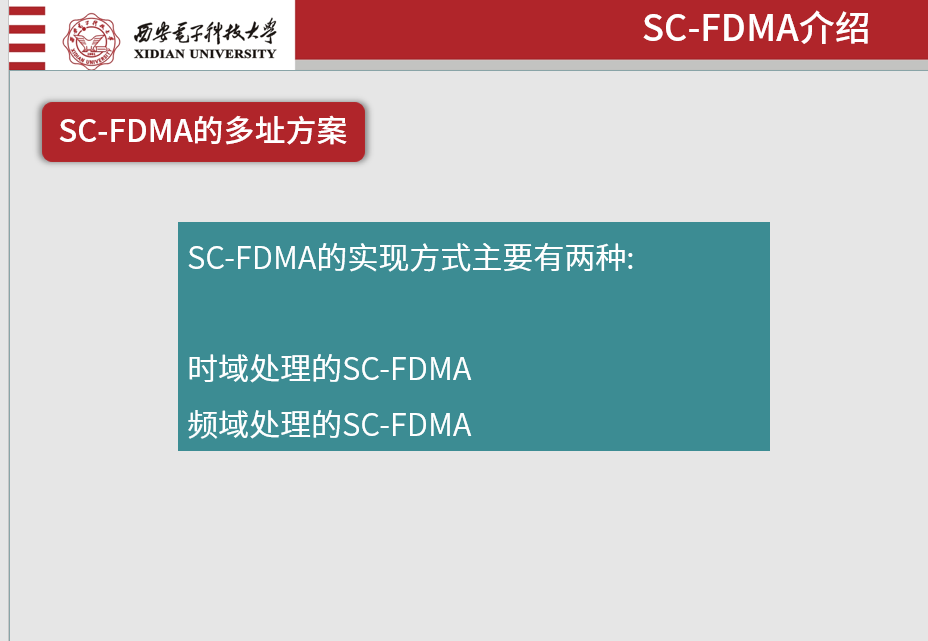 西安电子科技大学
XIDIAN UNIVERSITY
SC-FDMA介绍
SC-FDMA的多址方案
SC-FDMA的实现方式主要有两种:
时域处理的SC-FDMA
频域处理的SC-FDMA